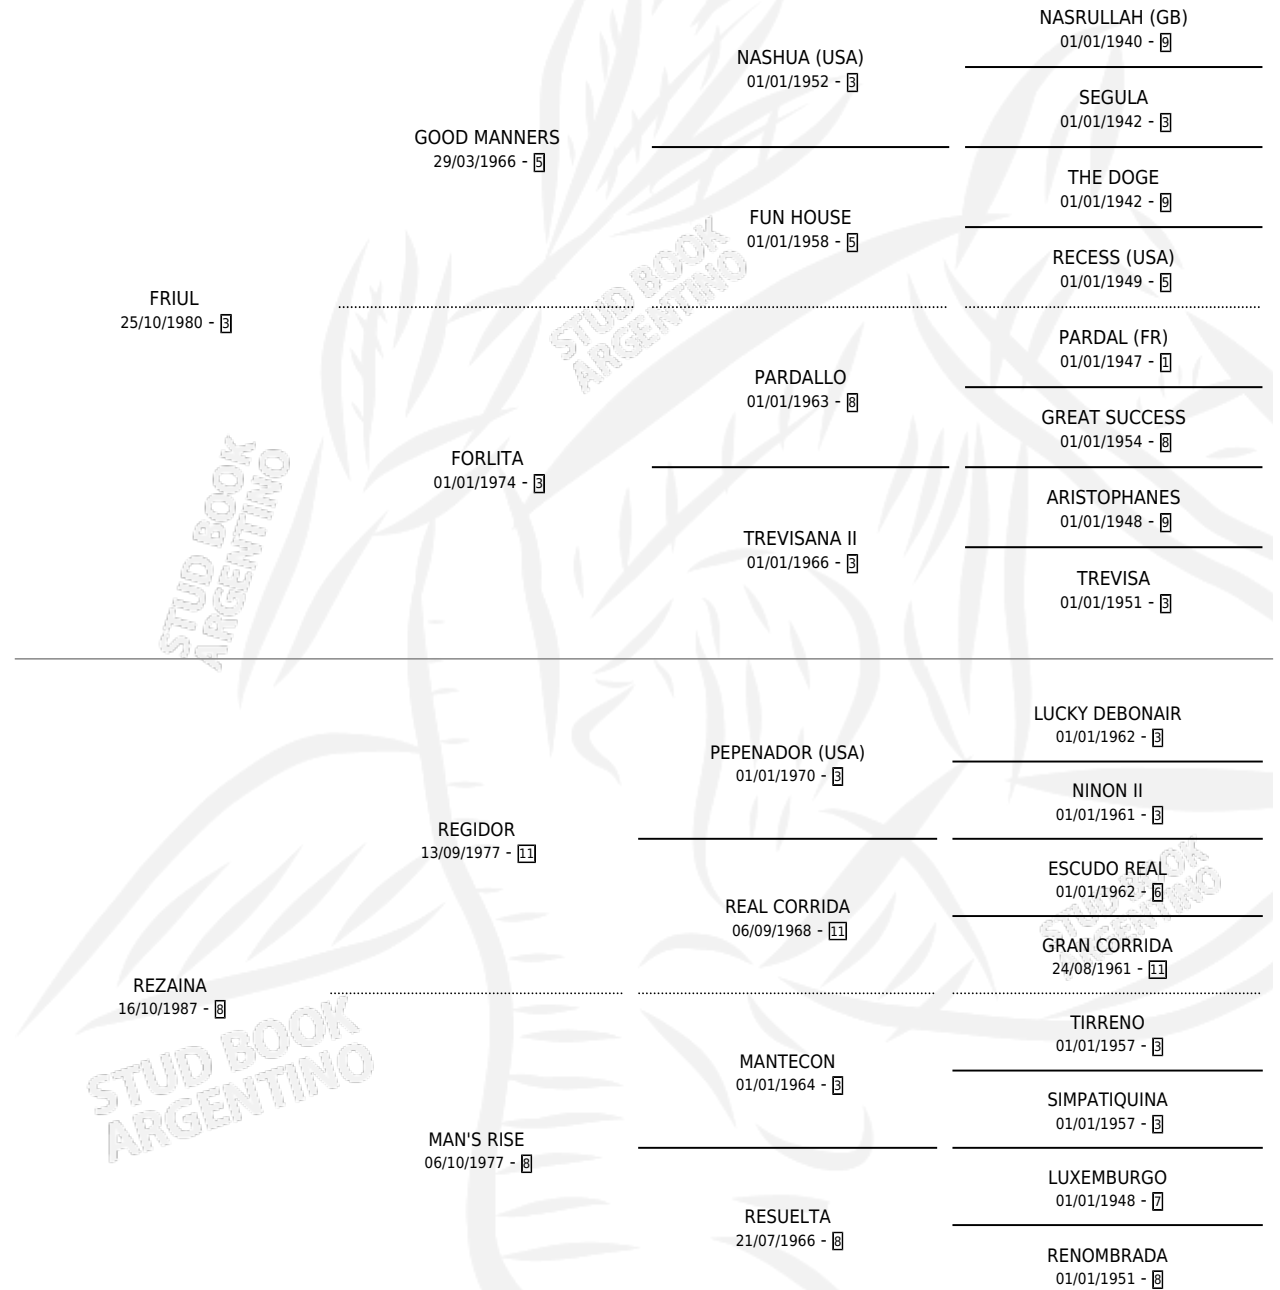 NASRULLAH (GB)
01/01/1940 - 9
NASHUA (USA)
01/01/1952 - 3
SEGULA
01/01/1942 - 3
GOOD MANNERS
29/03/1966 - 5
THE DOGE
01/01/1942 - 9
FUN HOUSE
01/01/1958 - 5
RECESS (USA)
01/01/1949 - 5
FRIUL
25/10/1980 - 3
PARDAL (FR)
01/01/1947 - 1
PARDALLO
01/01/1963 - 8
GREAT SUCCESS
01/01/1954 - 8
FORLITA
01/01/1974 - 3
ARISTOPHANES
01/01/1948 - 9
TREVISANA II
01/01/1966 - 3
TREVISA
01/01/1951 - 3
STUD BOOK
ARGENTINO
STUD BOOK
ARGENTINO
LUCKY DEBONAIR
01/01/1962 - 3
PEPENADOR (USA)
01/01/1970 - 3
NINON II
01/01/1961 - 3
REGIDOR
13/09/1977 - 11
ESCUDO REAL
01/01/1962 - 6
REAL CORRIDA
06/09/1968 - 11
GRAN CORRIDA
24/08/1961 - 11
STUD BOOK
ARGENTINO
REZAINA
16/10/1987 - 8
TIRRENO
01/01/1957 - 3
MANTECON
01/01/1964 - 3
SIMPATIQUINA
01/01/1957 - 3
MAN'S RISE
06/10/1977 - 8
LUXEMBURGO
01/01/1948 - 7
RESUELTA
21/07/1966 - 8
RENOMBRADA
01/01/1951 - 8
STUD BOOK
ARGENTINO